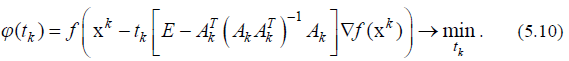 φ(t_k) = f(x^k − t_k[E − A_k^T(A_k A_k^T)^{−1} A_k]∇f(x^k)) → min_{t_k}. (5.10)